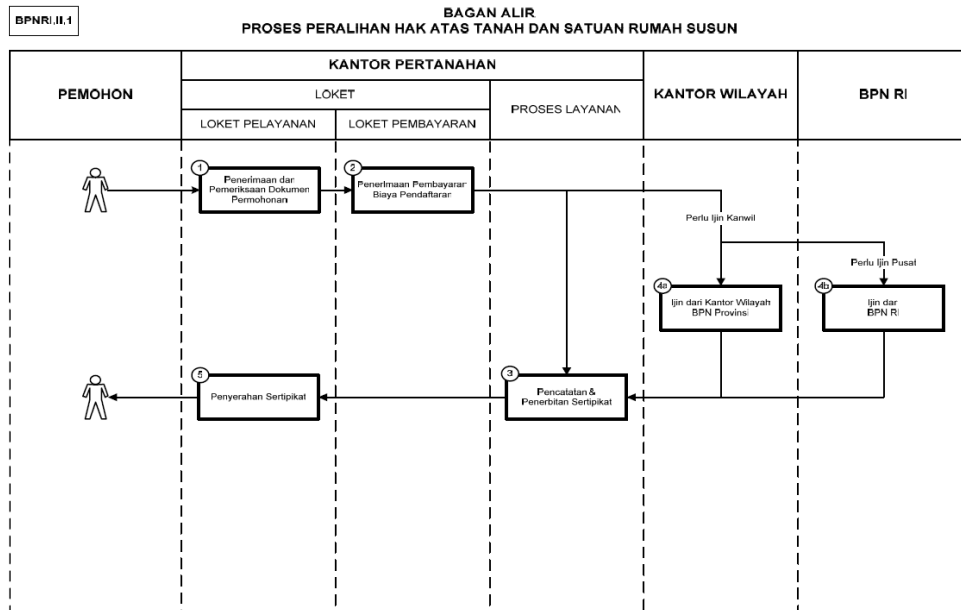 BPNRI,II,1
BAGAN ALIR
PROSES PERALIHAN HAK ATAS TANAH DAN SATUAN RUMAH SUSUN
PEMOHON
KANTOR PERTANAHAN
KANTOR WILAYAH
BPN RI
LOKET
PROSES LAYANAN
LOKET PELAYANAN
LOKET PEMBAYARAN
1
Penerimaan dan
Pemeriksaan Dokumen
Permohonan
2
Penerimaan Pembayaran
Biaya Pendaftaran
Perlu Ijin Kanwil
Perlu Ijin Pusat
4a
Ijin dari Kantor Wilayah
BPN Provinsi
4b
Ijin dar
BPN RI
5
Penyerahan Sertipikat
3
Pencatatan &
Penerbitan Sertipikat